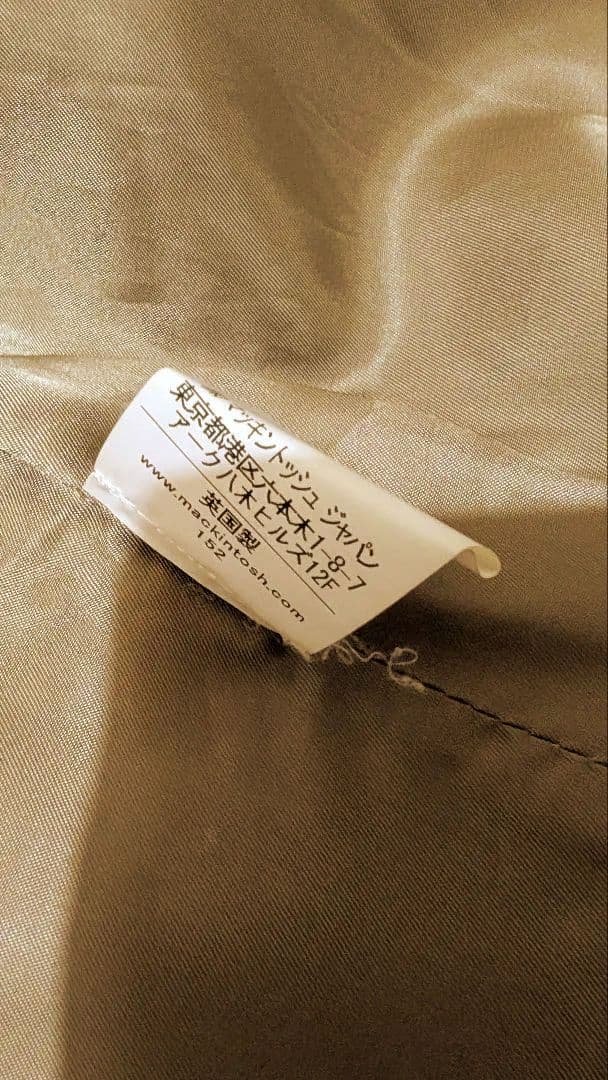 マッキントッシュ ジャパン
東京都港区六本木1-8-7
アーク八木ヒルズ12F
英国製
www.mackintosh.com
152